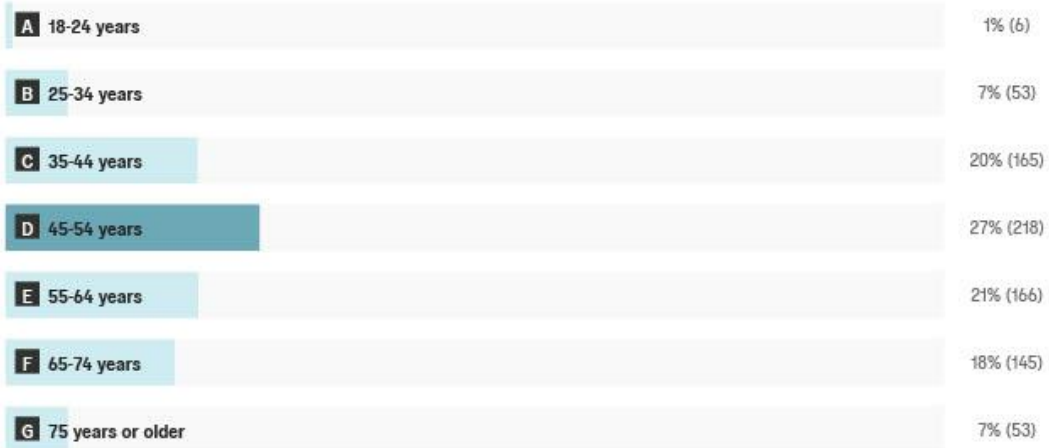 A 18-24 years 1% (6)
B 25-34 years 7% (53)
C 35-44 years 20% (165)
D 45-54 years 27% (218)
E 55-64 years 21% (166)
F 65-74 years 18% (145)
G 75 years or older 7% (53)